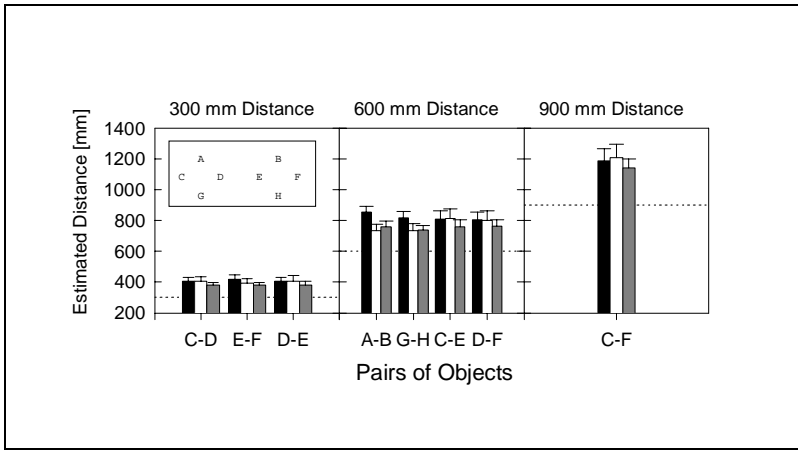 300 mm Distance 600 mm Distance 900 mm Distance
Estimated Distance [mm]
1400
1200
1000
800
600
400
200
A B
C D E F
G H
C-D E-F D-E A-B G-H C-E D-F C-F
Pairs of Objects